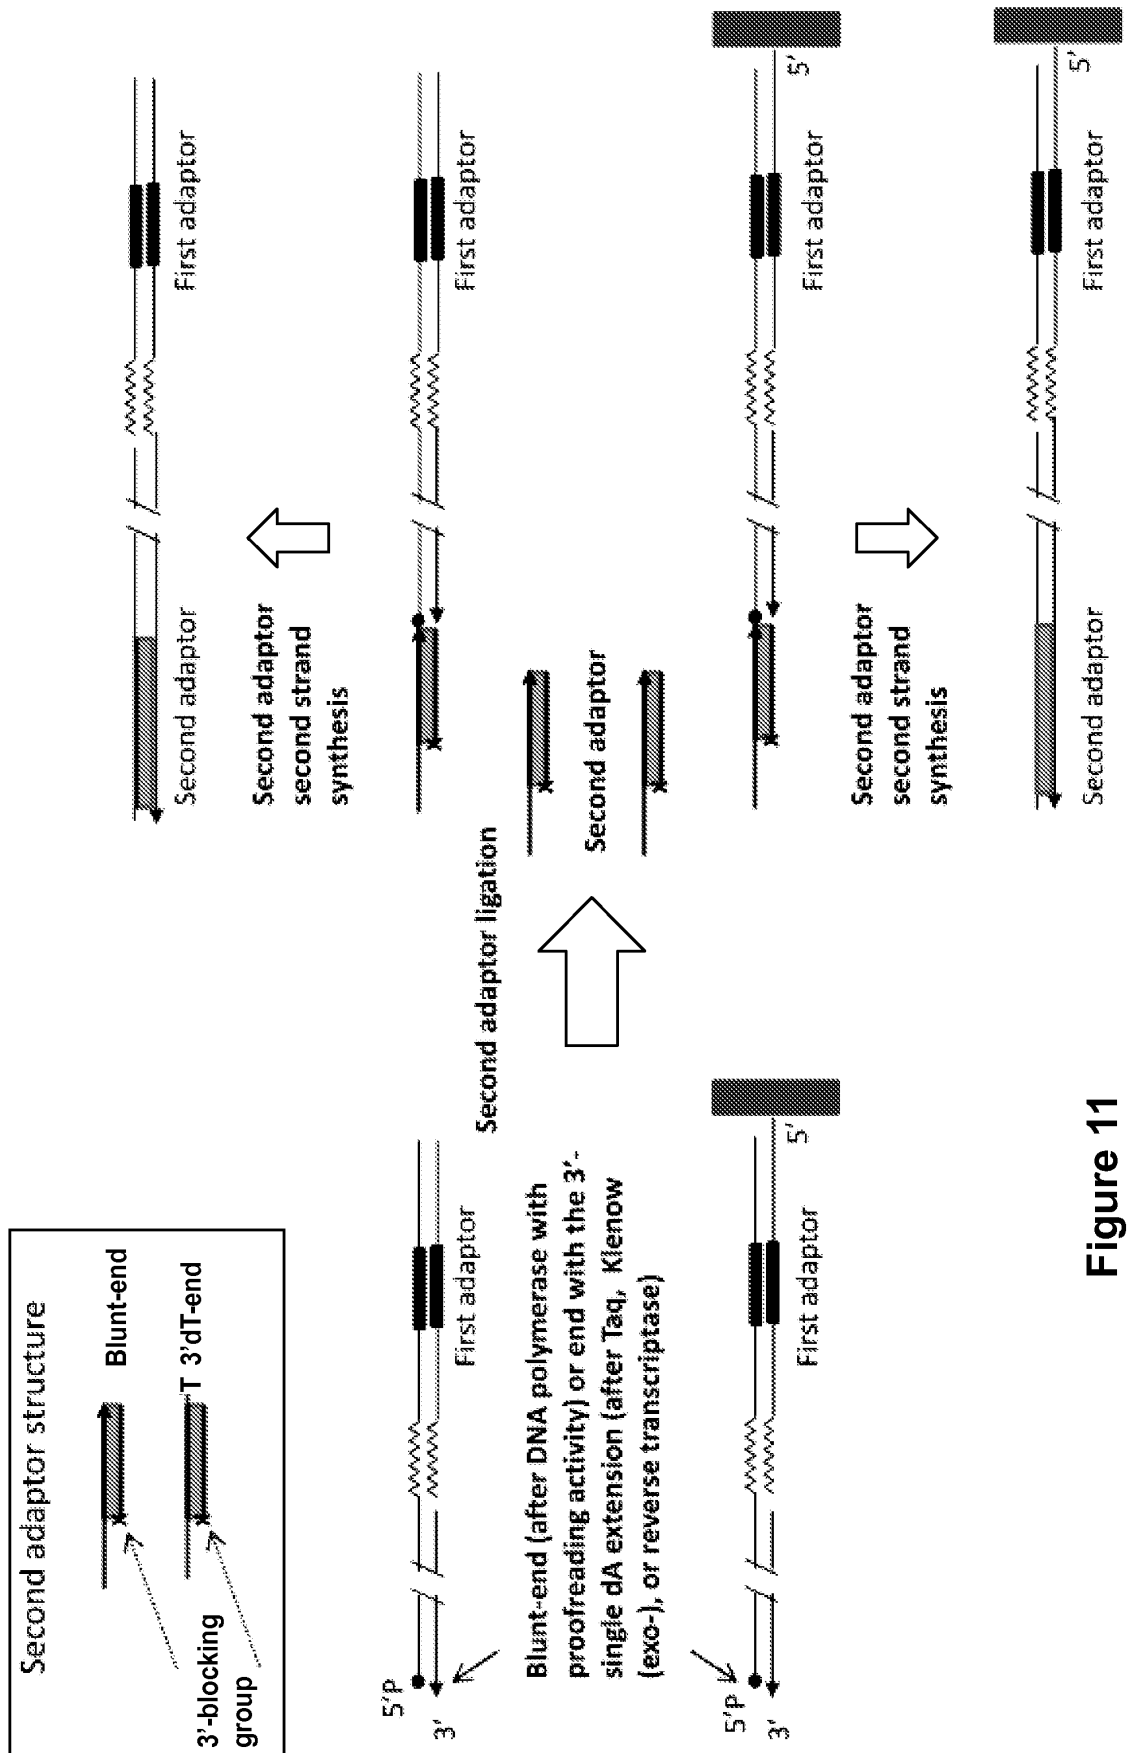 Second adaptor structure
Blunt-end
T 3'dT-end
3'-blocking
group
5'P
3'
First adaptor
Blunt-end (after DNA polymerase with
proofreading activity) or end with the 3'-
single dA extension (after Taq, Klenow
(exo-), or reverse transcriptase)
5'P
3'
5'
First adaptor
Second adaptor ligation
Second adaptor
Second adaptor
First adaptor
Second adaptor
second strand
synthesis
First adaptor
5'
First adaptor
Second adaptor
second strand
synthesis
5'
Second adaptor
First adaptor
Figure 11